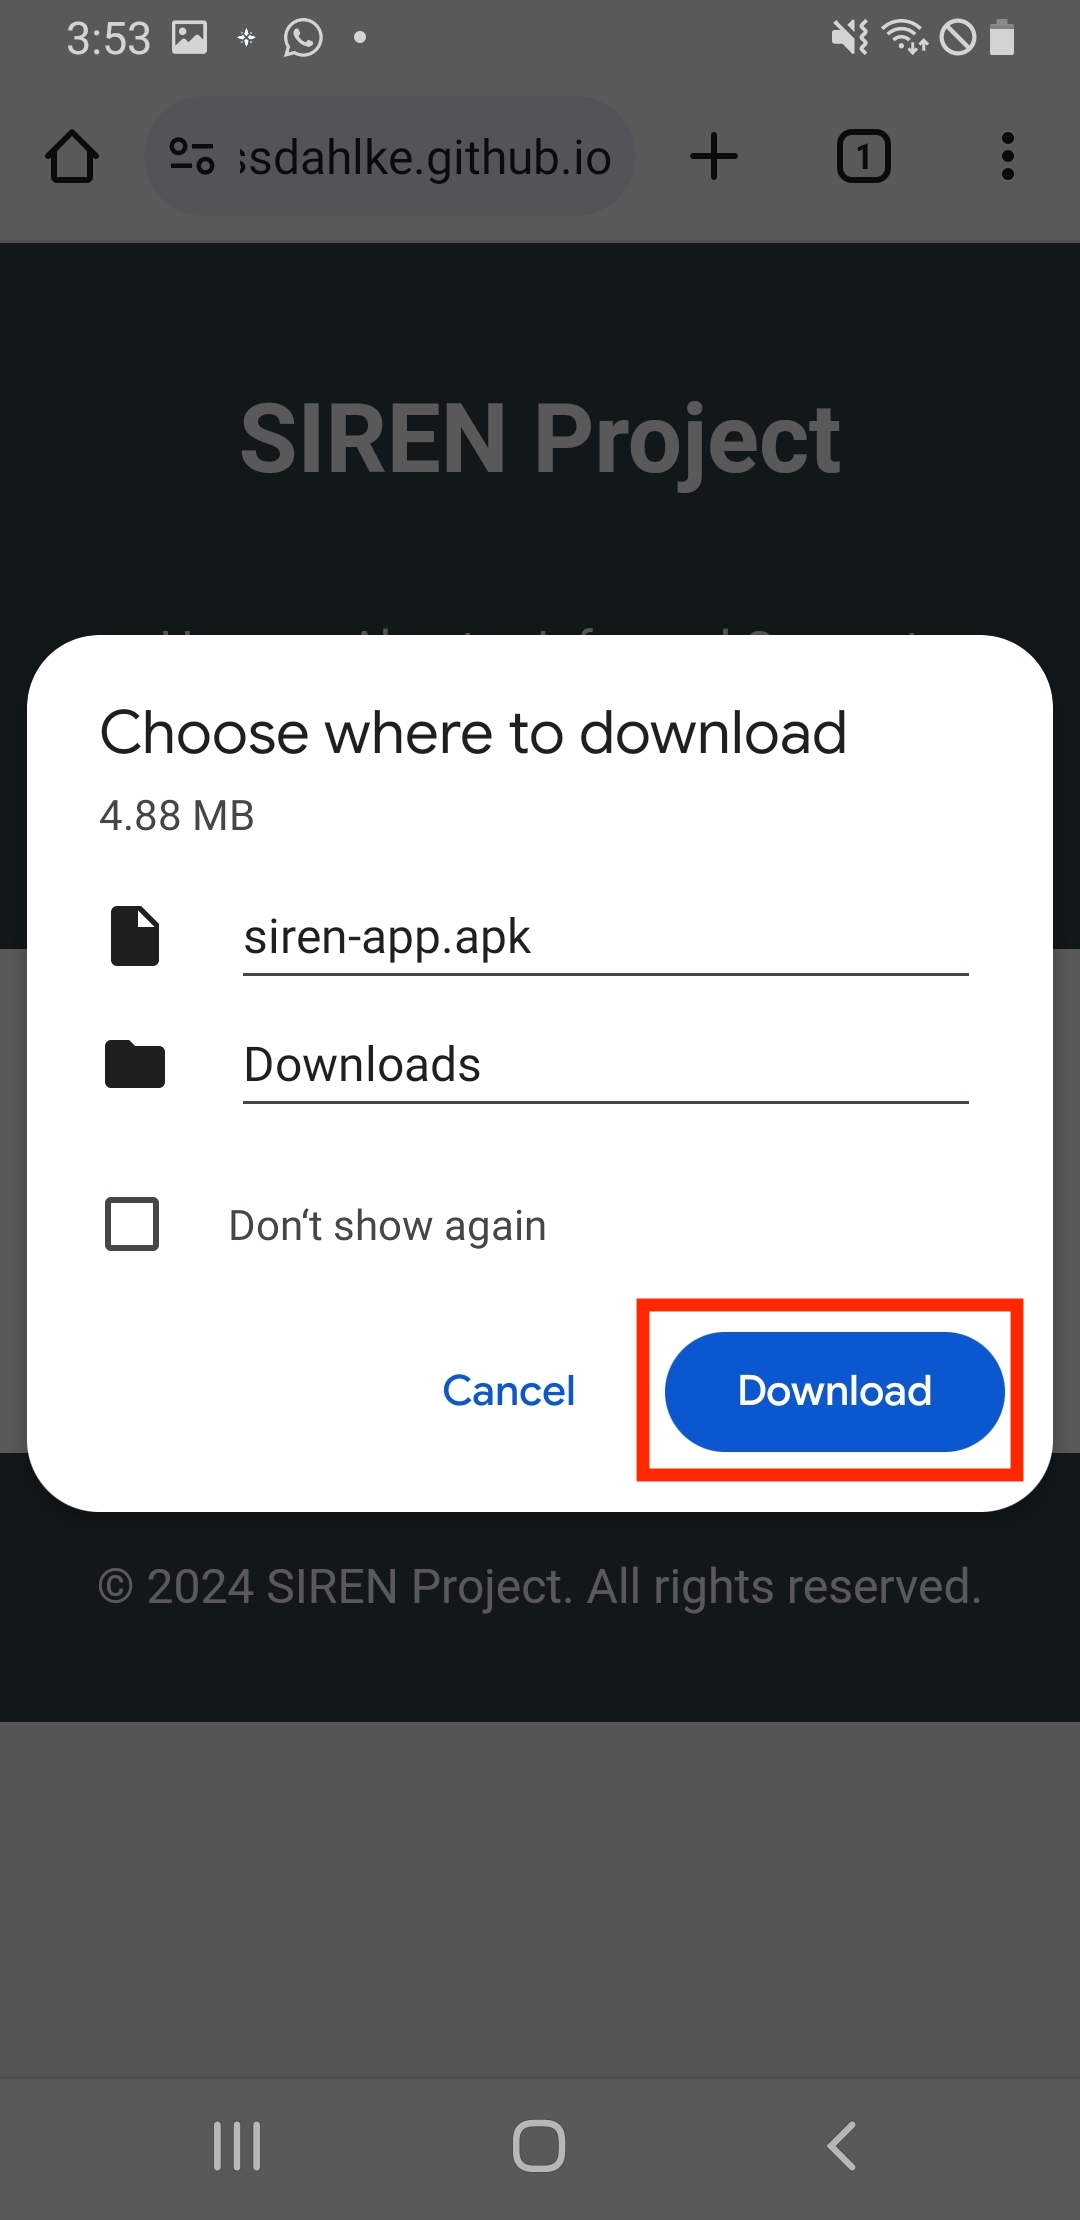 3:53
ssdahlke.github.io
1
SIREN Project
Choose where to download
4.88 MB
siren-app.apk
Downloads
Don‘t show again
Cancel
Download
© 2024 SIREN Project. All rights reserved.